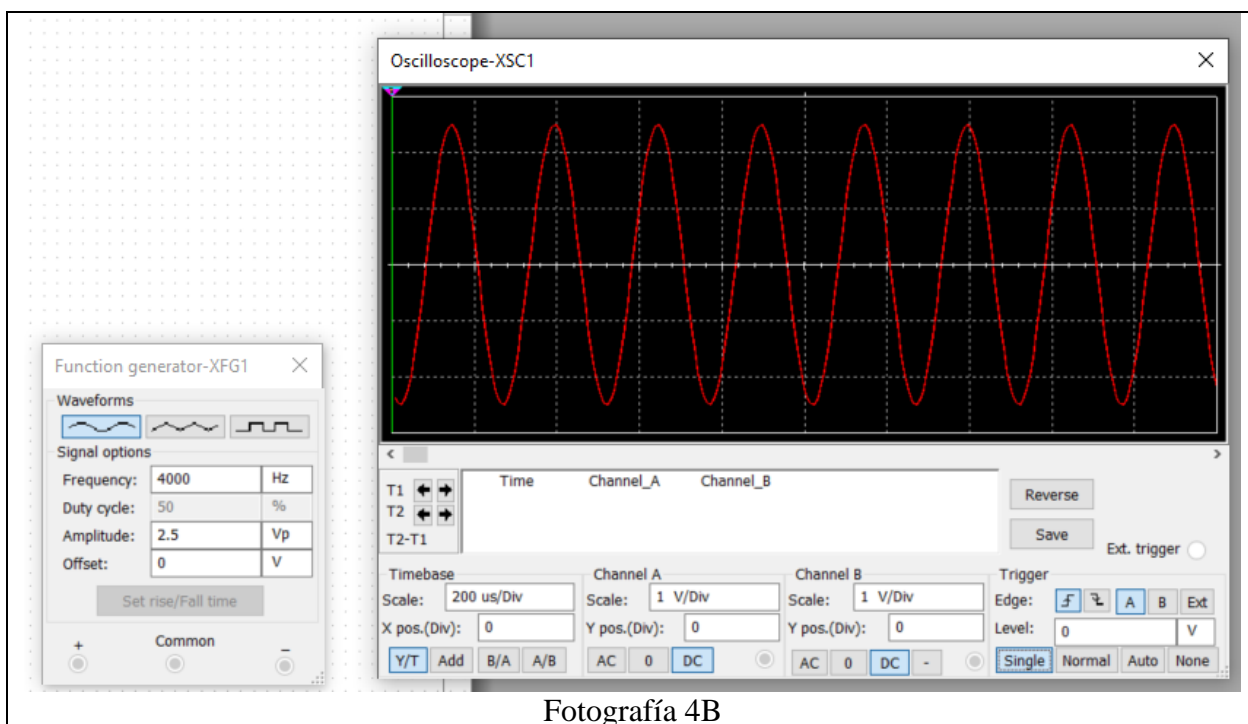 Oscilloscope-XSC1
Function generator-XFG1
Waveforms
Signal options
Frequency: 4000 Hz
Duty cycle: 50 %
Amplitude: 2.5 Vp
Offset: 0 V
Set rise/Fall time
+ Common −
T1
T2
T2-T1
Time Channel_A Channel_B
Reverse
Save
Ext. trigger
Timebase
Scale: 200 us/Div
X pos.(Div): 0
Y/T Add B/A A/B
Channel A
Scale: 1 V/Div
Y pos.(Div): 0
AC 0 DC
Channel B
Scale: 1 V/Div
Y pos.(Div): 0
AC 0 DC -
Trigger
Edge: A B Ext
Level: 0 V
Single Normal Auto None
Fotografía 4B